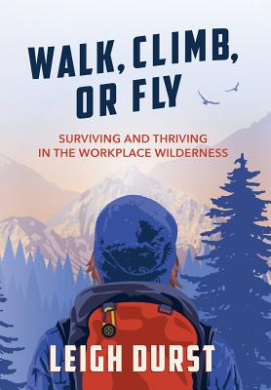 WALK, CLIMB,
OR FLY
SURVIVING AND THRIVING
IN THE WORKPLACE WILDERNESS
LEIGH DURST